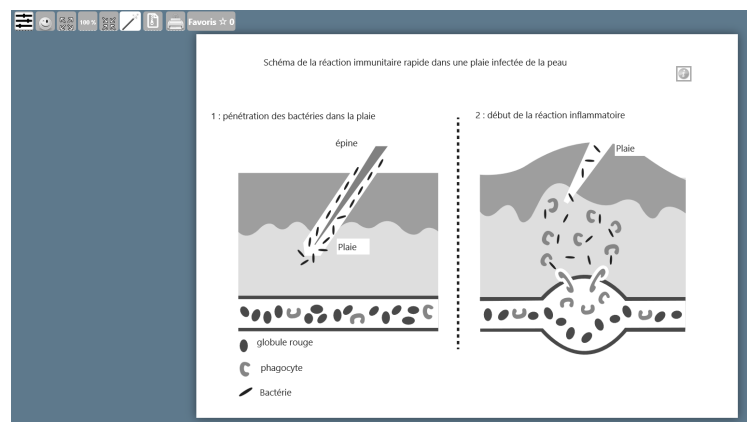 100 %
Favoris ☆ 0
Schéma de la réaction immunitaire rapide dans une plaie infectée de la peau
1 : pénétration des bactéries dans la plaie
2 : début de la réaction inflammatoire
épine
Plaie
Plaie
globule rouge
phagocyte
Bactérie